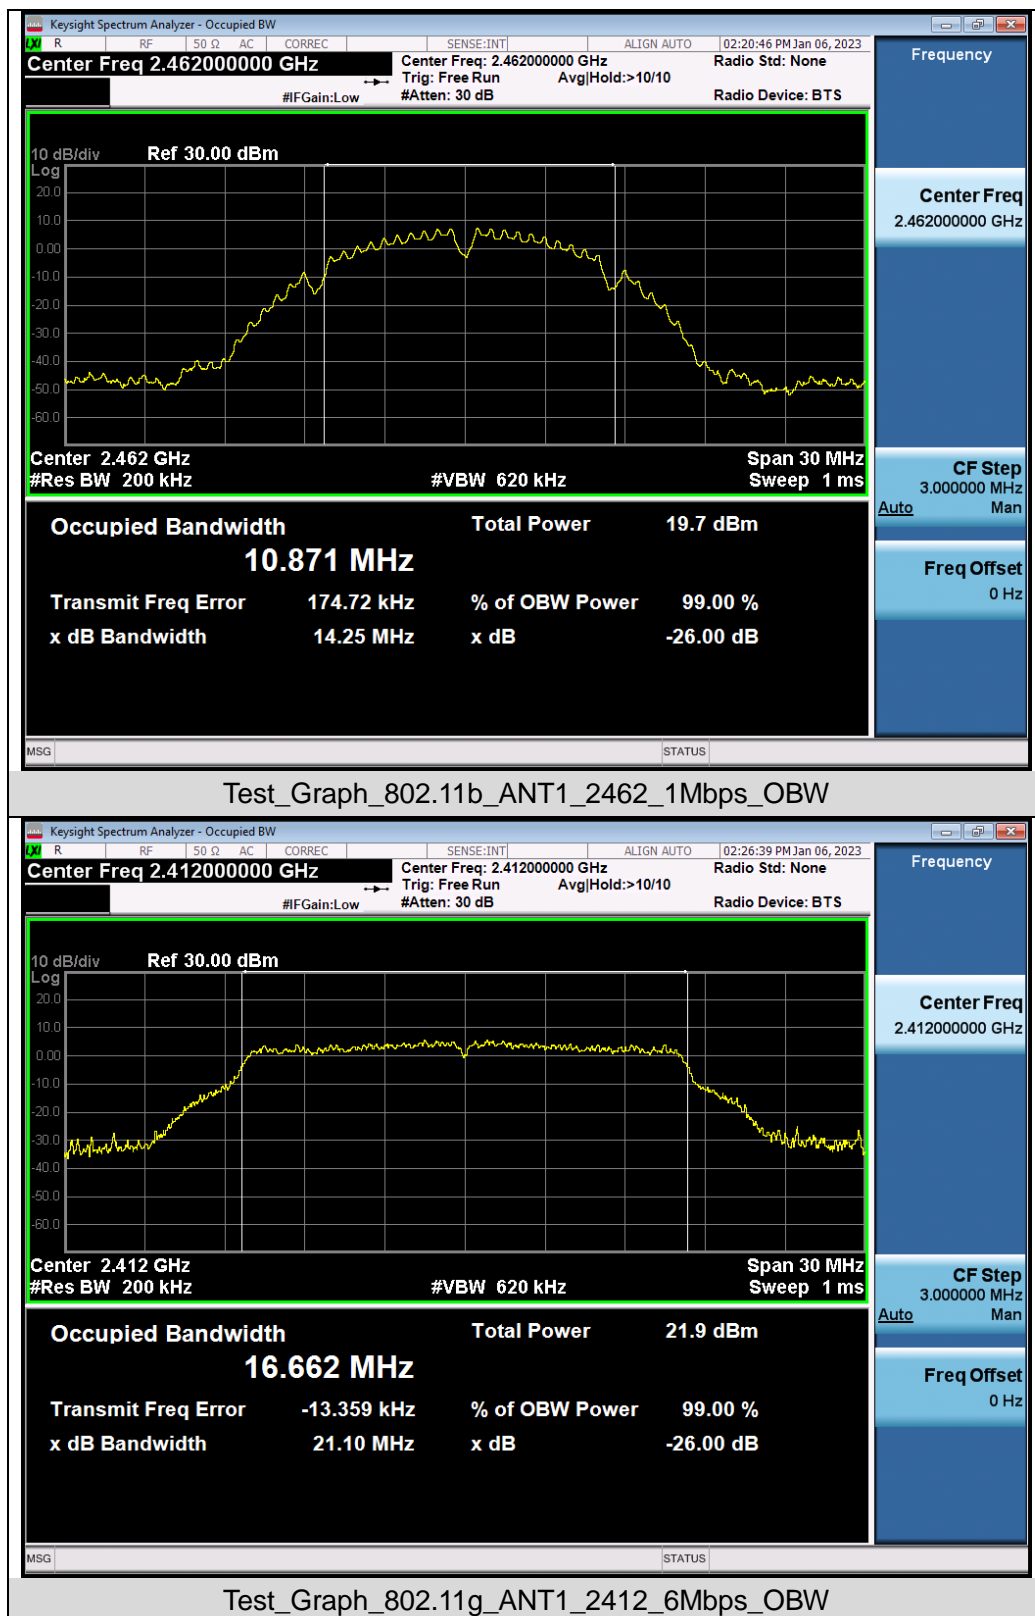 Keysight Spectrum Analyzer - Occupied BW
LXI R RF 50 Ω AC CORREC SENSE:INT ALIGN AUTO 02:20:46 PM Jan 06, 2023
Center Freq 2.462000000 GHz
Center Freq: 2.462000000 GHz
Radio Std: None
Trig: Free Run Avg|Hold:>10/10
#IFGain:Low
#Atten: 30 dB
Radio Device: BTS
Frequency
10 dB/div Ref 30.00 dBm
Log
20.0
10.0
0.00
-10.0
-20.0
-30.0
-40.0
-50.0
-60.0
Center Freq
2.462000000 GHz
Center 2.462 GHz Span 30 MHz
#Res BW 200 kHz #VBW 620 kHz Sweep 1 ms
CF Step
3.000000 MHz
Auto Man
Occupied Bandwidth Total Power 19.7 dBm
10.871 MHz
Freq Offset
0 Hz
Transmit Freq Error 174.72 kHz % of OBW Power 99.00 %
x dB Bandwidth 14.25 MHz x dB -26.00 dB
MSG STATUS
Test_Graph_802.11b_ANT1_2462_1Mbps_OBW
Keysight Spectrum Analyzer - Occupied BW
LXI R RF 50 Ω AC CORREC SENSE:INT ALIGN AUTO 02:26:39 PM Jan 06, 2023
Center Freq 2.412000000 GHz
Center Freq: 2.412000000 GHz
Radio Std: None
Trig: Free Run Avg|Hold:>10/10
#IFGain:Low
#Atten: 30 dB
Radio Device: BTS
Frequency
10 dB/div Ref 30.00 dBm
Log
20.0
10.0
0.00
-10.0
-20.0
-30.0
-40.0
-50.0
-60.0
Center Freq
2.412000000 GHz
Center 2.412 GHz Span 30 MHz
#Res BW 200 kHz #VBW 620 kHz Sweep 1 ms
CF Step
3.000000 MHz
Auto Man
Occupied Bandwidth Total Power 21.9 dBm
16.662 MHz
Freq Offset
0 Hz
Transmit Freq Error -13.359 kHz % of OBW Power 99.00 %
x dB Bandwidth 21.10 MHz x dB -26.00 dB
MSG STATUS
Test_Graph_802.11g_ANT1_2412_6Mbps_OBW